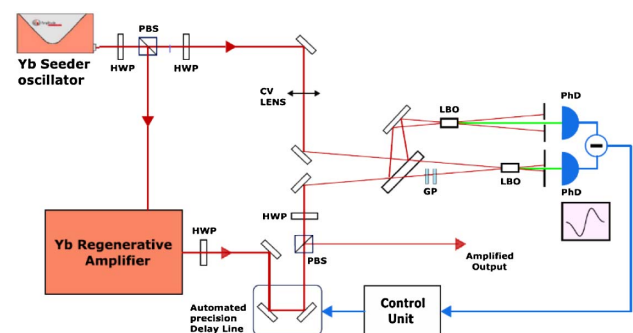 PBS
Yb Seeder
oscillator
HWP
HWP
CV
LENS
LBO
PhD
GP
LBO
PhD
HWP
PBS
Amplified
Output
Yb Regenerative
Amplifier
HWP
Automated
precision
Delay Line
Control
Unit